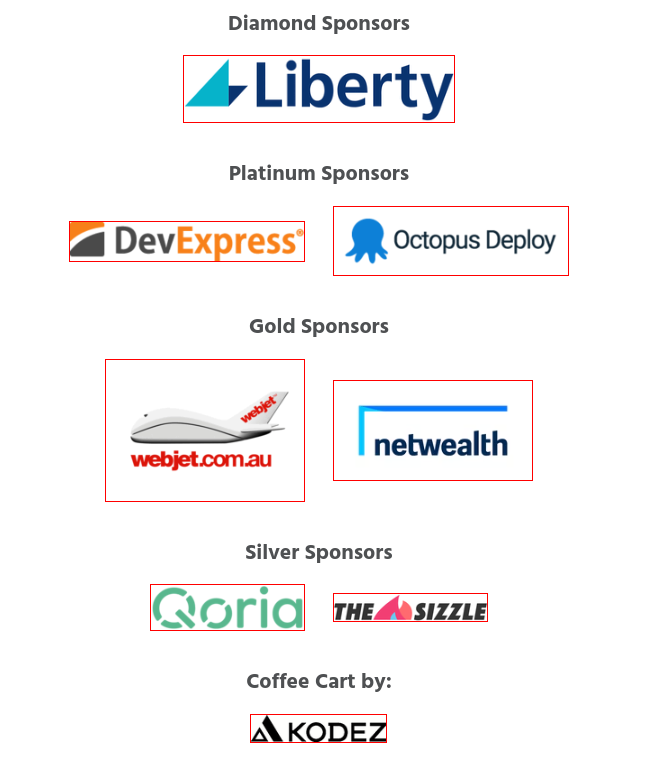 Diamond Sponsors
Liberty
Platinum Sponsors
DevExpress®
Octopus Deploy
Gold Sponsors
webjet™
webjet.com.au
netwealth
Silver Sponsors
Qoria
THE SIZZLE
Coffee Cart by:
KODEZ